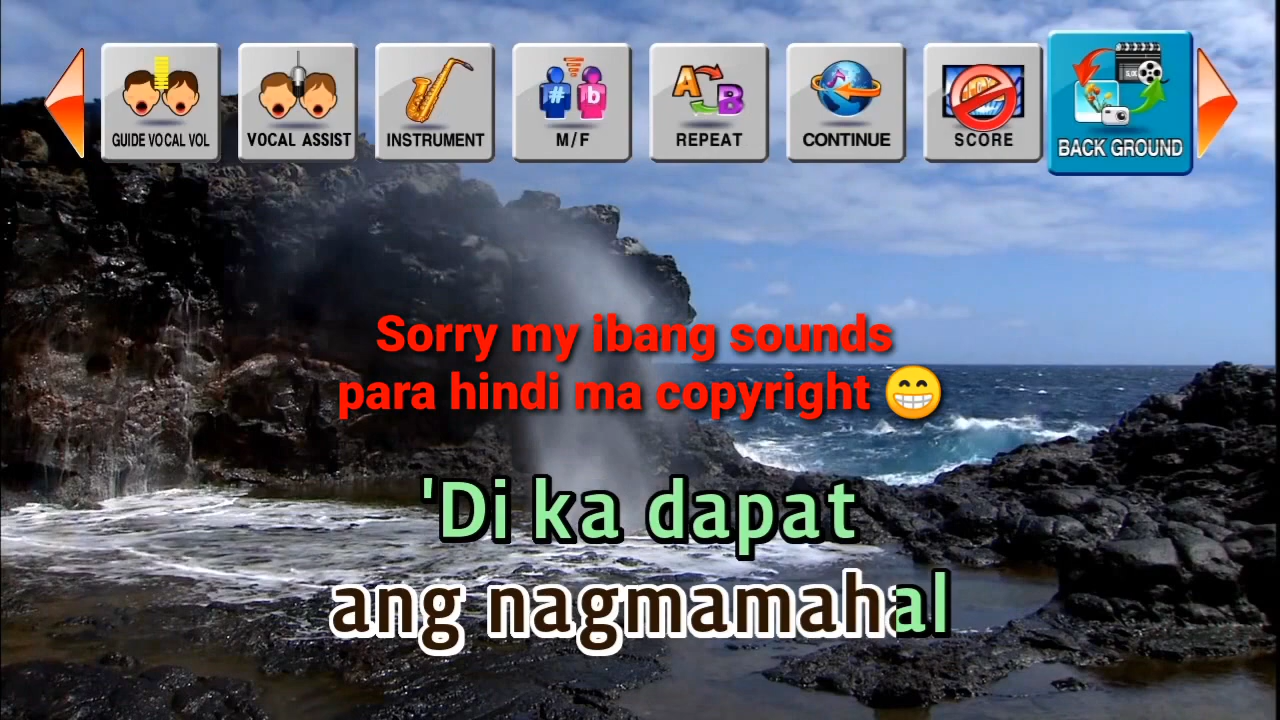 GUIDE VOCAL VOL
VOCAL ASSIST
INSTRUMENT
# b
M/F
A B
REPEAT
CONTINUE
SCORE
BACK GROUND
Sorry my ibang sounds
para hindi ma copyright 😁
'Di ka dapat
ang nagmamahal